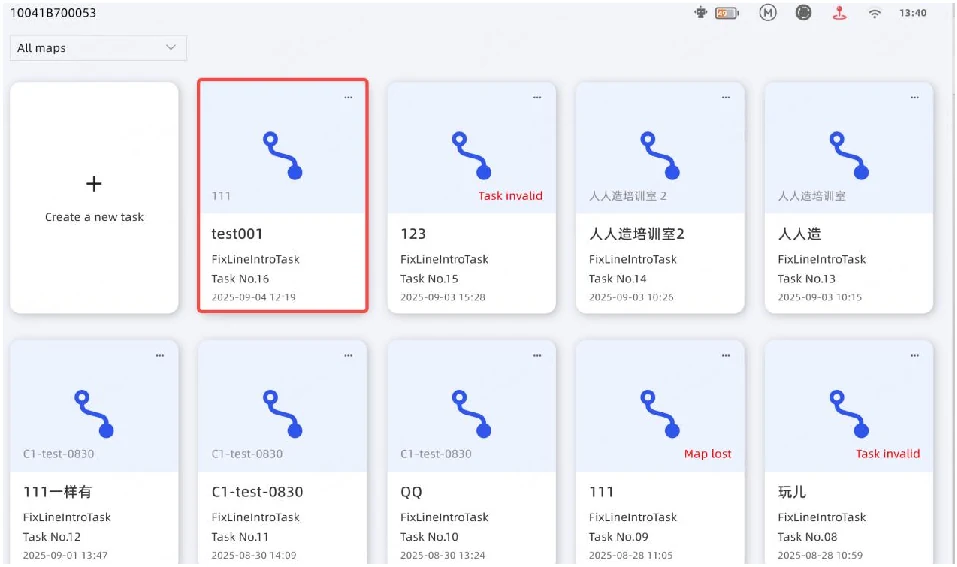 10041B700053
13:40
All maps
Create a new task
111
test001
FixLineIntroTask
Task No.16
2025-09-04 12:19
Task invalid
123
FixLineIntroTask
Task No.15
2025-09-03 15:28
人人造培训室 2
人人造培训室2
FixLineIntroTask
Task No.14
2025-09-03 10:26
人人造培训室
人人造
FixLineIntroTask
Task No.13
2025-09-03 10:15
C1-test-0830
111一样有
FixLineIntroTask
Task No.12
2025-09-01 13:47
C1-test-0830
C1-test-0830
FixLineIntroTask
Task No.11
2025-08-30 14:09
C1-test-0830
QQ
FixLineIntroTask
Task No.10
2025-08-30 13:24
Map lost
111
FixLineIntroTask
Task No.09
2025-08-28 11:05
Task invalid
玩儿
FixLineIntroTask
Task No.08
2025-08-28 10:59